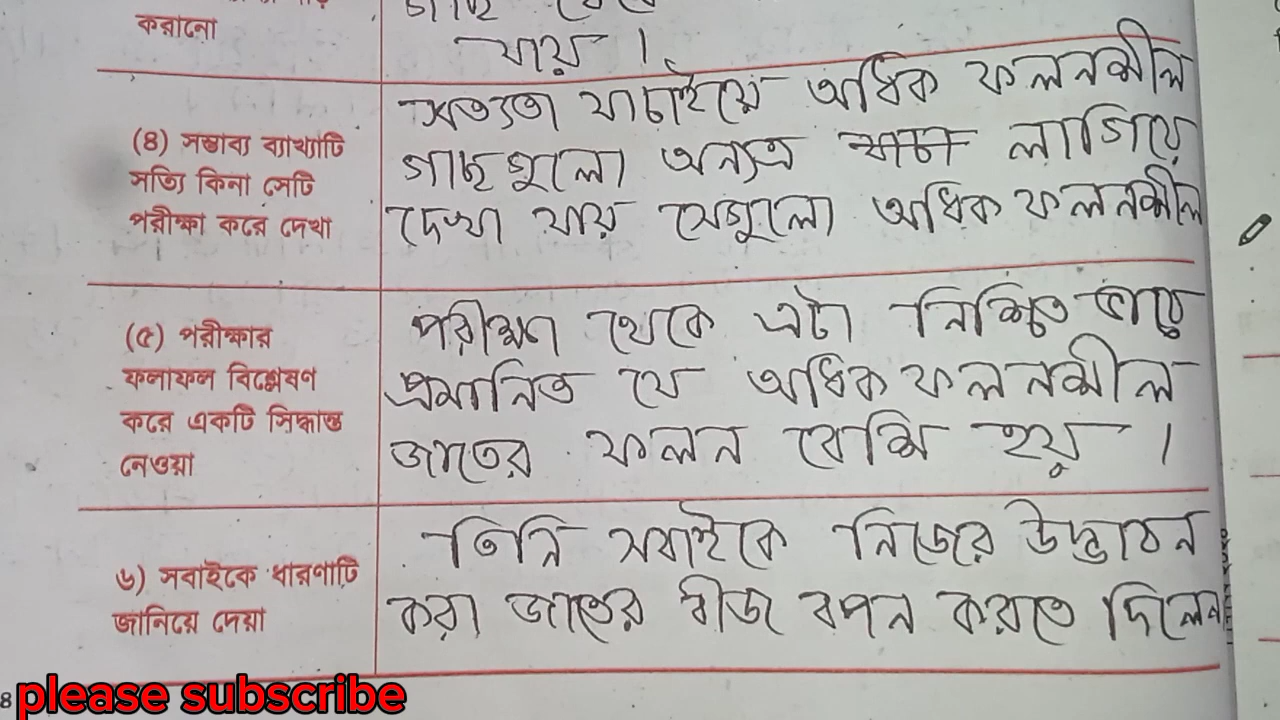 করানো
যায় ।
(৪) সম্ভাব্য ব্যাখ্যাটি
সত্যি কিনা সেটি
পরীক্ষা করে দেখা
সত্যতা যাচাইয়ে অধিক ফলনশীল
গাছগুলো অন্যত্র লাগিয়ে
দেখা যায় সেগুলো অধিক ফলনশীল
(৫) পরীক্ষার
ফলাফল বিশ্লেষণ
করে একটি সিদ্ধান্ত
নেওয়া
পরীক্ষা থেকে এটা নিশ্চিত ভাবে
প্রমানিত যে অধিক ফলনশীল
জাতের ফলন বেশি হয় ।
৬) সবাইকে ধারণাটি
জানিয়ে দেয়া
তিনি সবাইকে নিজের উদ্ভাবন
করা জাতের বীজ বপন করতে দিলেন
8
please subscribe